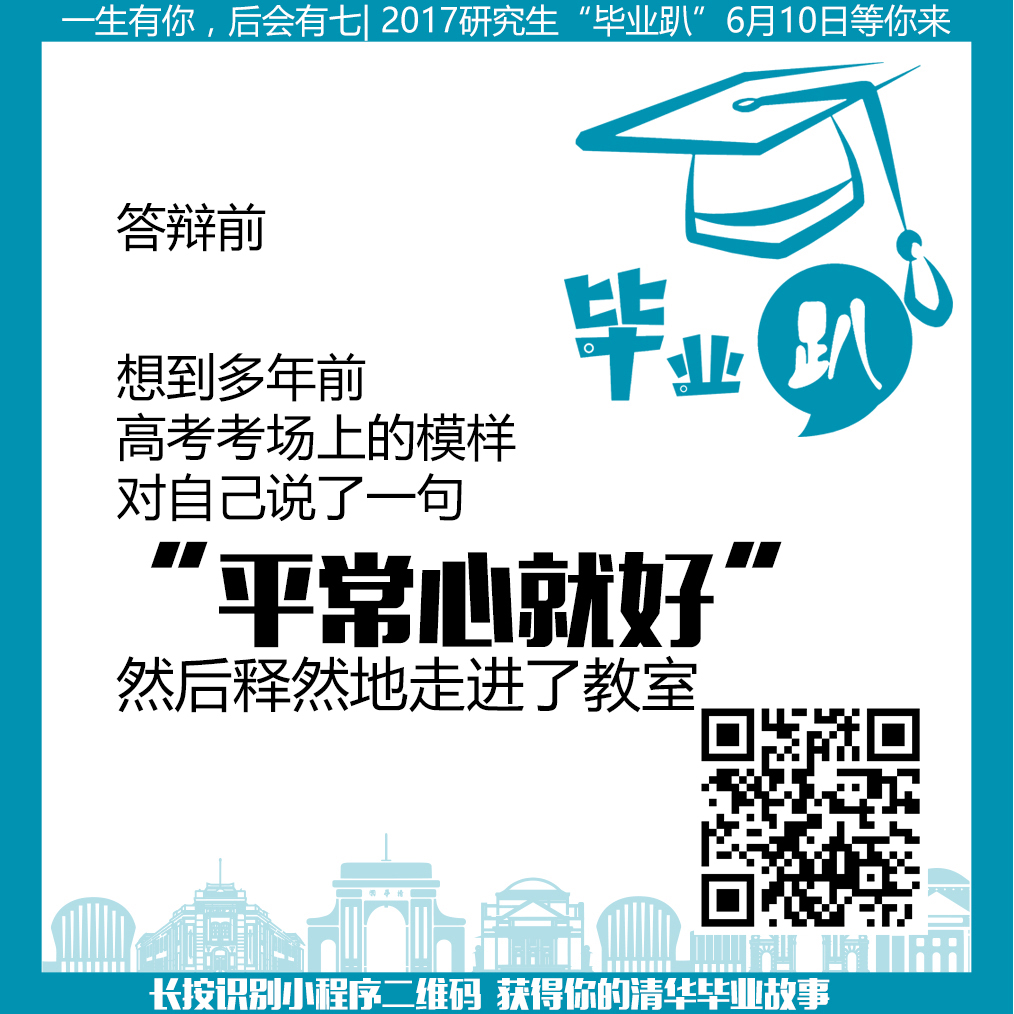 一生有你，后会有七| 2017研究生“毕业趴”6月10日等你来
毕业趴
答辩前
想到多年前
高考考场上的模样
对自己说了一句
“平常心就好”
然后释然地走进了教室
长按识别小程序二维码 获得你的清华毕业故事